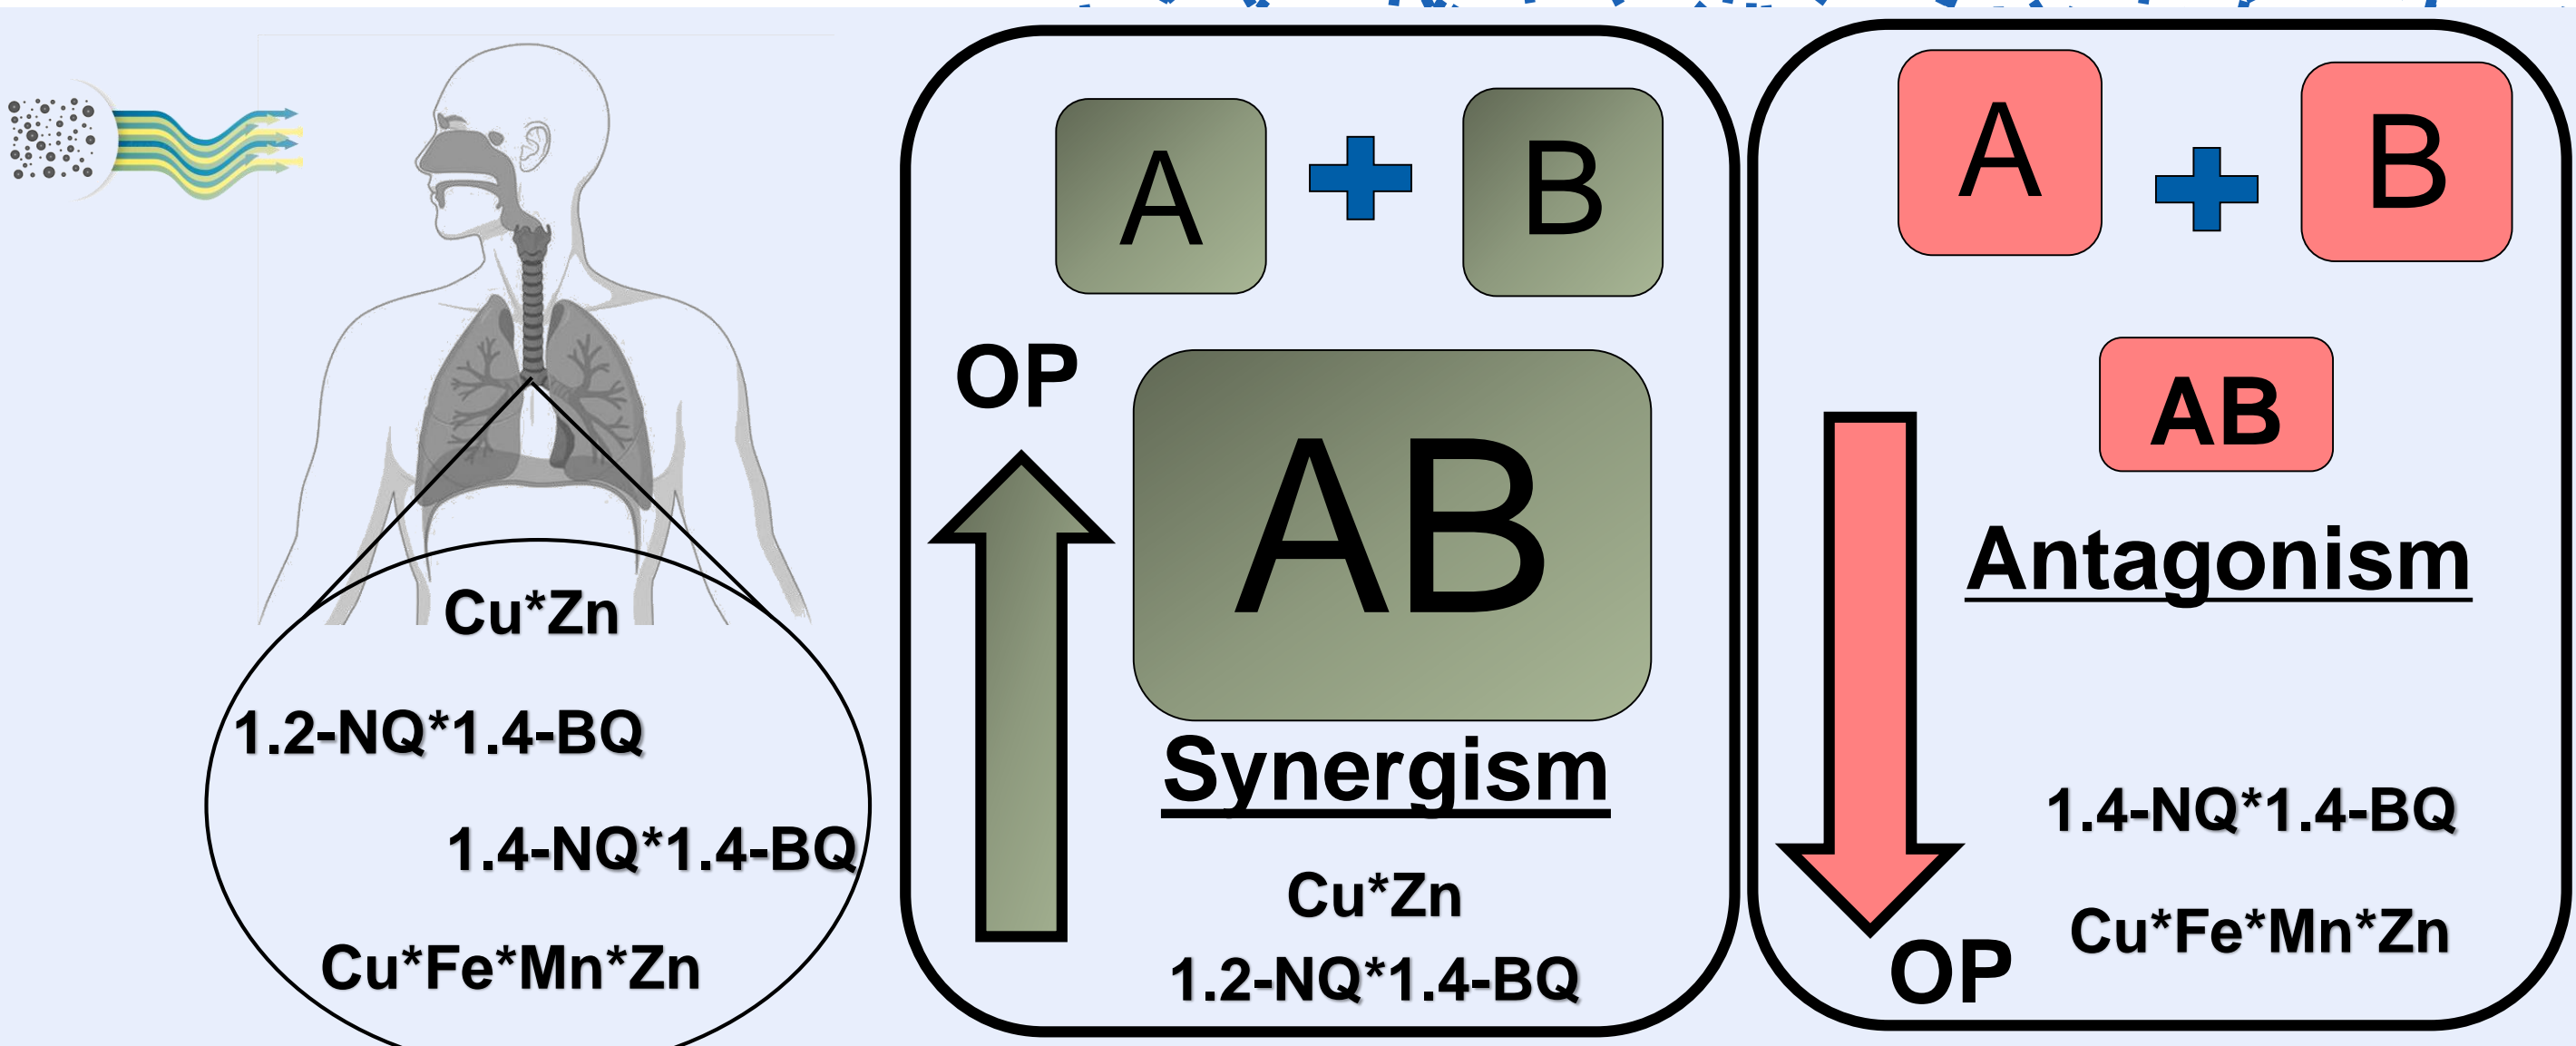 Cu*Zn
1.2-NQ*1.4-BQ
1.4-NQ*1.4-BQ
Cu*Fe*Mn*Zn
A
B
OP
AB
Synergism
Cu*Zn
1.2-NQ*1.4-BQ
A
B
AB
Antagonism
1.4-NQ*1.4-BQ
Cu*Fe*Mn*Zn
OP